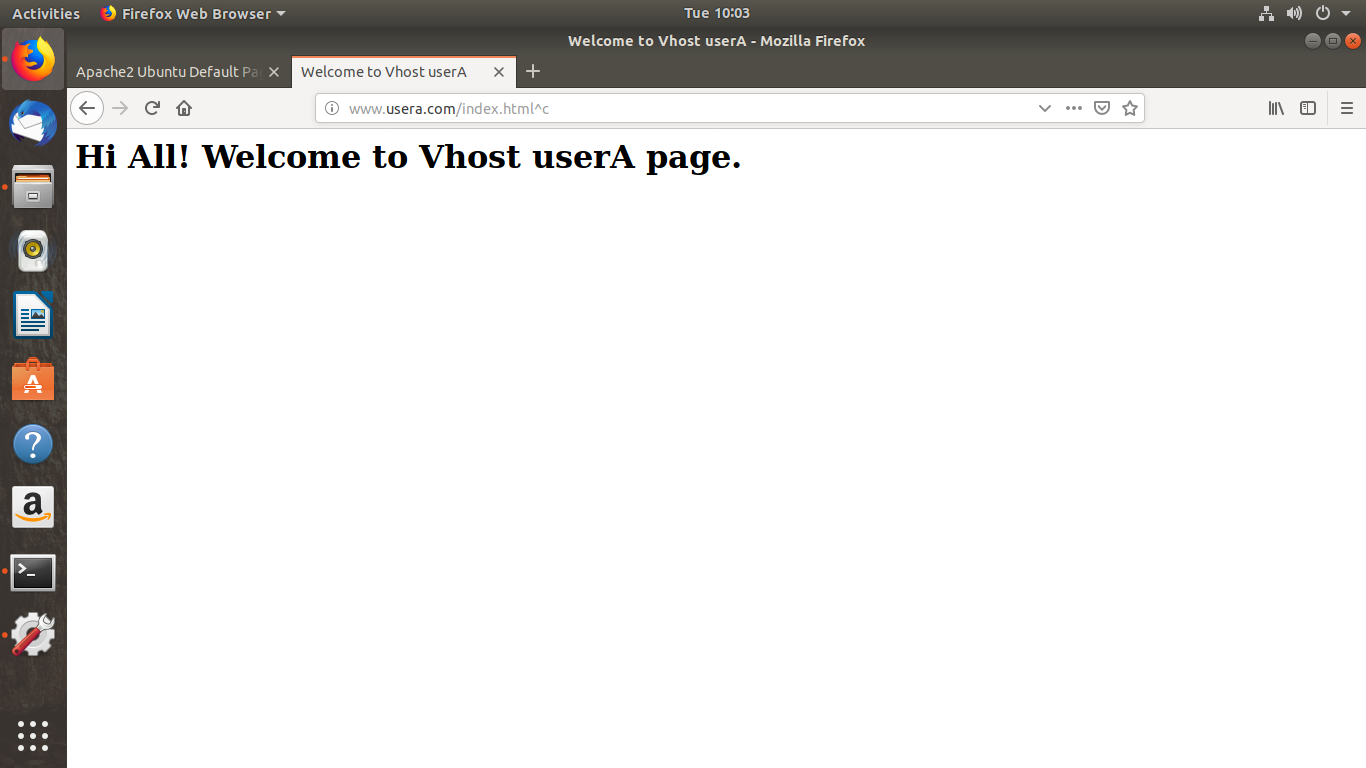 Activities Firefox Web Browser Tue 10:03
Welcome to Vhost userA - Mozilla Firefox
Apache2 Ubuntu Default Pa Welcome to Vhost userA
www.usera.com/index.html^c
Hi All! Welcome to Vhost userA page.